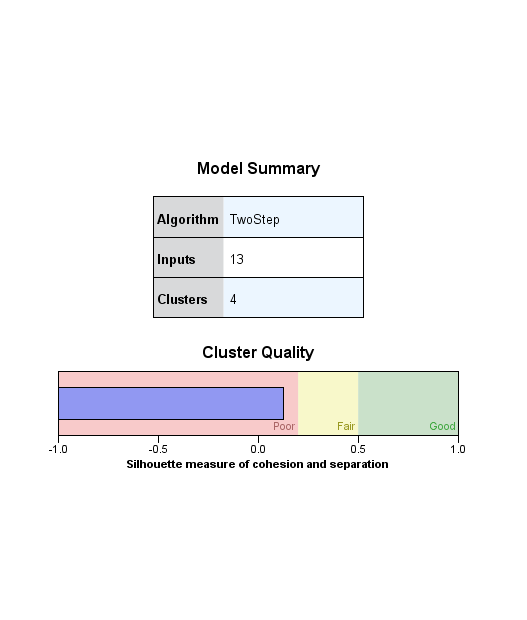 Model Summary
Algorithm TwoStep
Inputs 13
Clusters 4
Cluster Quality
Poor Fair Good
-1.0 -0.5 0.0 0.5 1.0
Silhouette measure of cohesion and separation